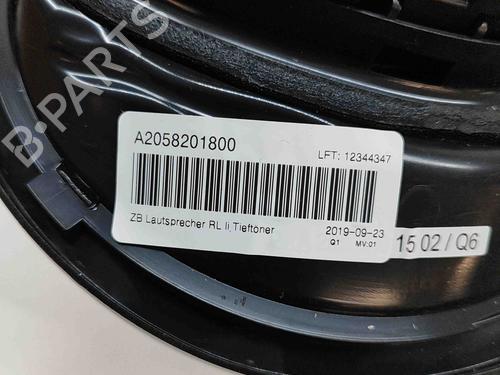 B-PARTS
A2058201800
LFT: 12344347
ZB Lautsprecher RL li Tieftöner
2019-09-23
Q1 MV:01
15 02 / Q6